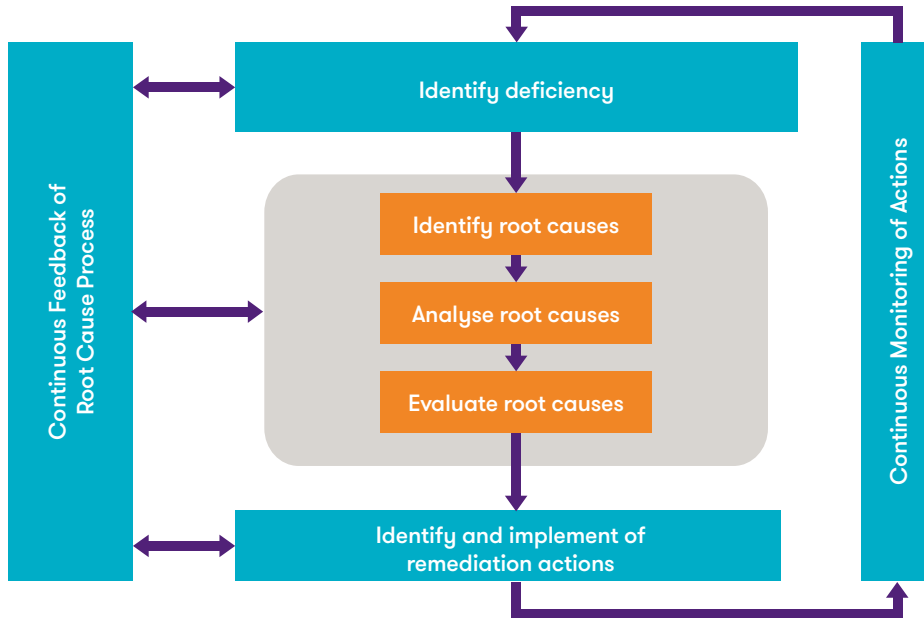 Identify deficiency
Continuous Feedback of
Root Cause Process
Identify root causes
Analyse root causes
Evaluate root causes
Continuous Monitoring of Actions
Identify and implement of
remediation actions